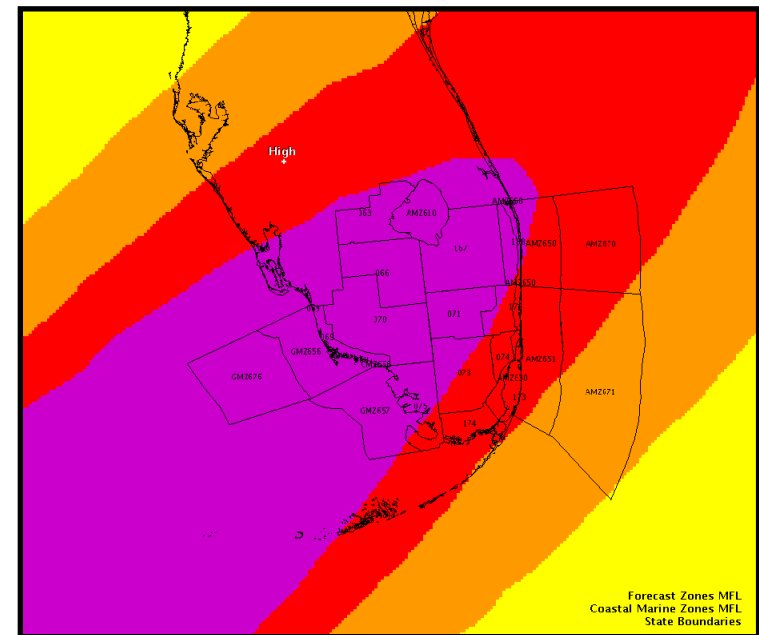 High
AMZ610
063
AMZ650
AMZ670
167
066
071
070
GMZ656
GMZ676
AMZ651
074
073
AMZ671
GMZ657
174
Forecast Zones MFL
Coastal Marine Zones MFL
State Boundaries